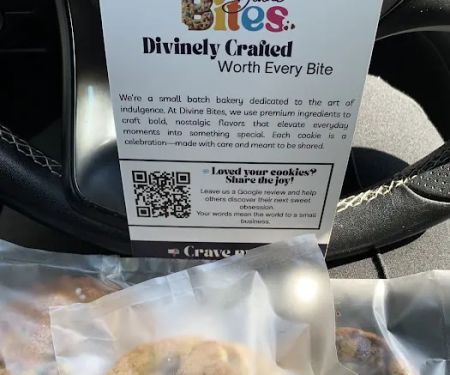 Bites
Divinely Crafted
Worth Every Bite
We're a small batch bakery dedicated to the art of
indulgence. At Divine Bites, we use premium ingredients to
craft bold, nostalgic flavors that elevate everyday
moments into something special. Each cookie is a
celebration—made with care and meant to be shared.
Loved your cookies?
Share the joy!
Leave us a Google review and help
others discover their next sweet
obsession.
Your words mean the world to a small
business.
Crave